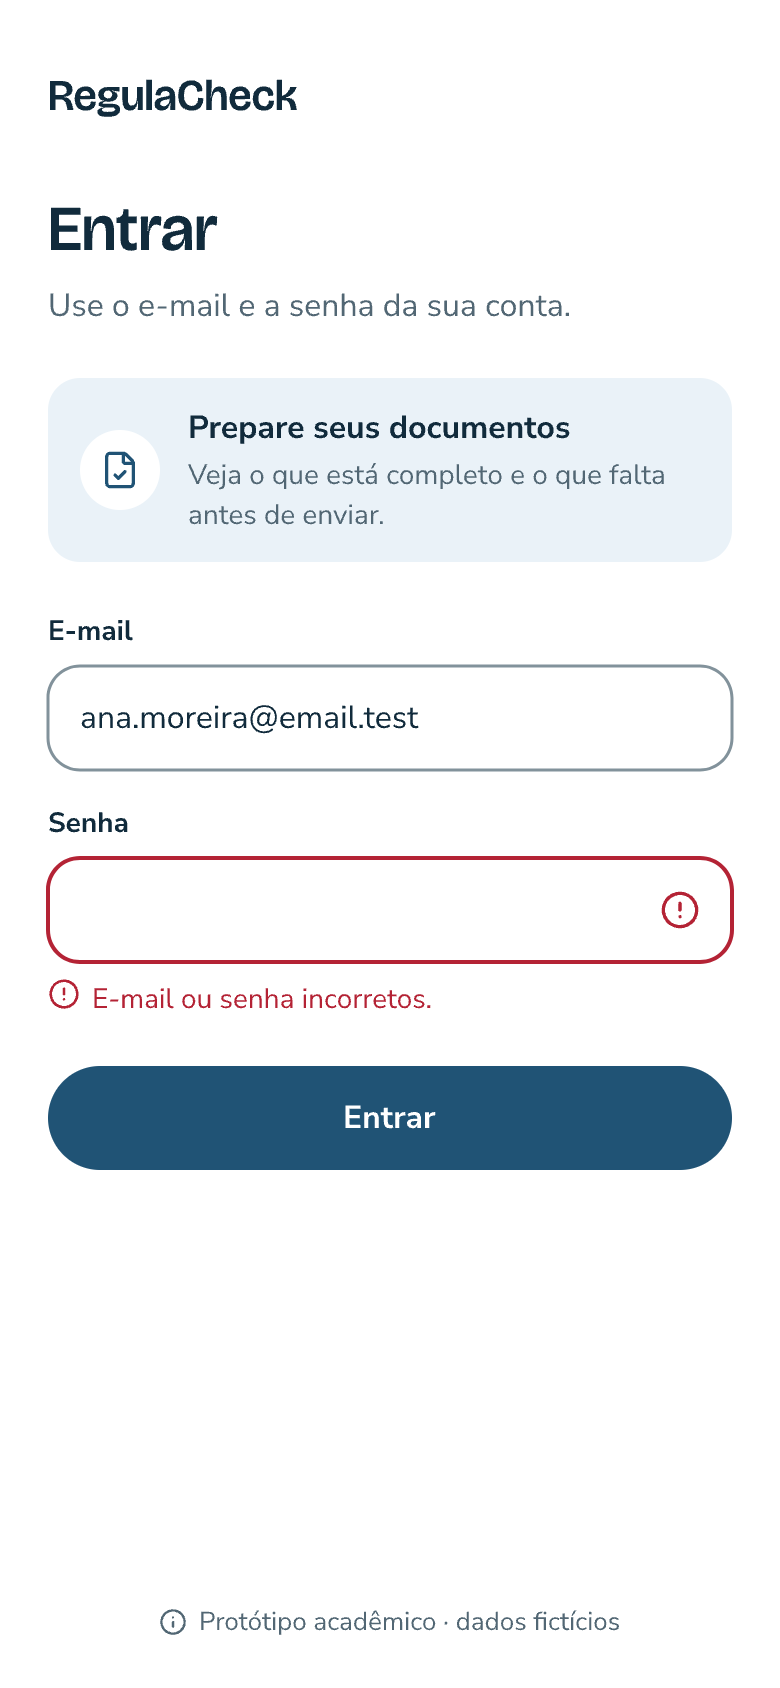 RegulaCheck
Entrar
Use o e-mail e a senha da sua conta.
Prepare seus documentos
Veja o que está completo e o que falta
antes de enviar.
E-mail
ana.moreira@email.test
Senha
E-mail ou senha incorretos.
Entrar
Protótipo acadêmico · dados fictícios